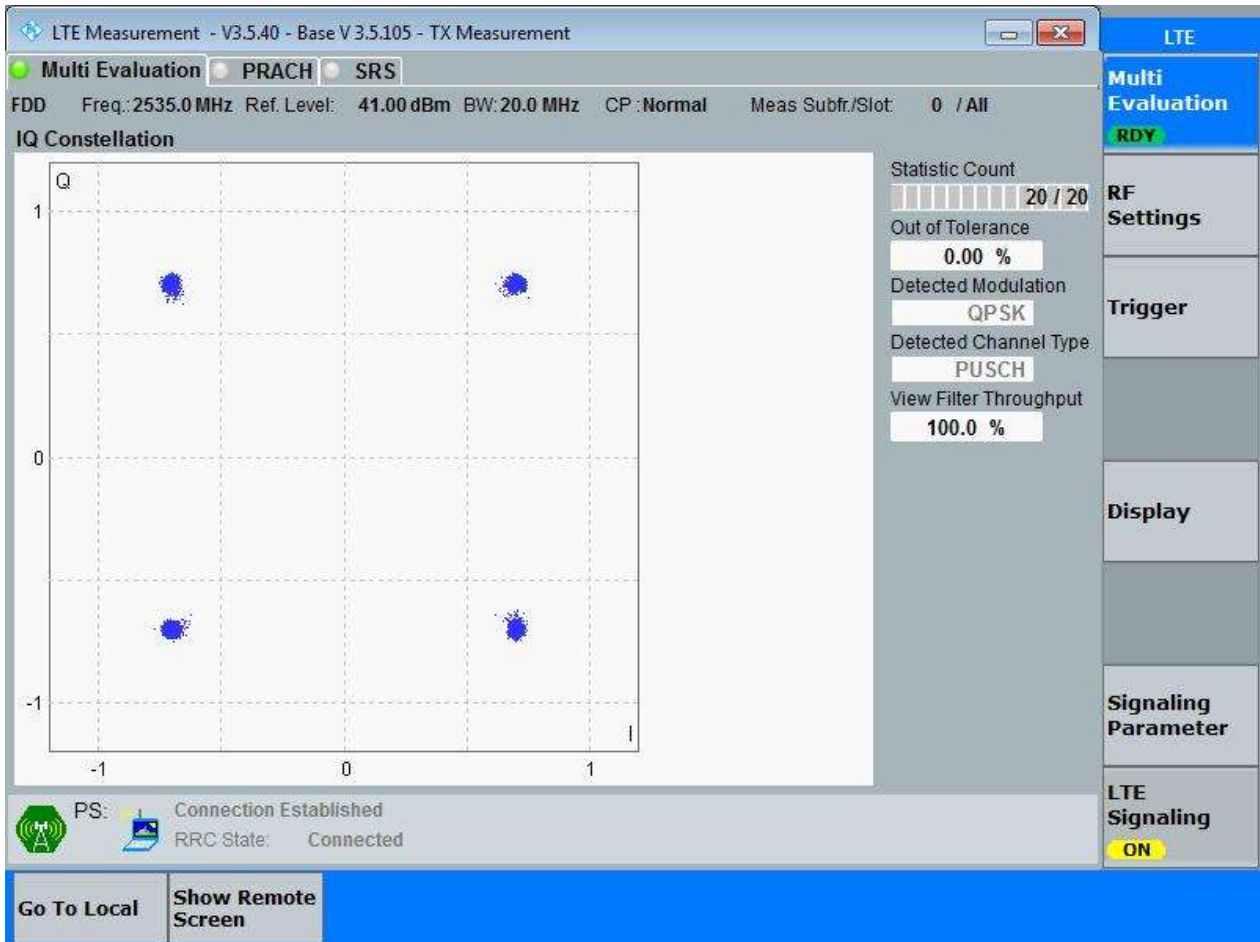 LTE Measurement - V3.5.40 - Base V 3.5.105 - TX Measurement
LTE
Multi Evaluation PRACH SRS
Multi
Evaluation
RDY
FDD Freq.: 2535.0 MHz Ref. Level: 41.00 dBm BW: 20.0 MHz CP : Normal Meas Subfr./Slot: 0 / All
IQ Constellation
Q
1
0
-1
I
-1 0 1
Statistic Count
20 / 20
Out of Tolerance
0.00 %
Detected Modulation
QPSK
Detected Channel Type
PUSCH
View Filter Throughput
100.0 %
RF
Settings
Trigger
Display
Signaling
Parameter
LTE
Signaling
ON
PS: Connection Established
RRC State: Connected
Go To Local
Show Remote
Screen